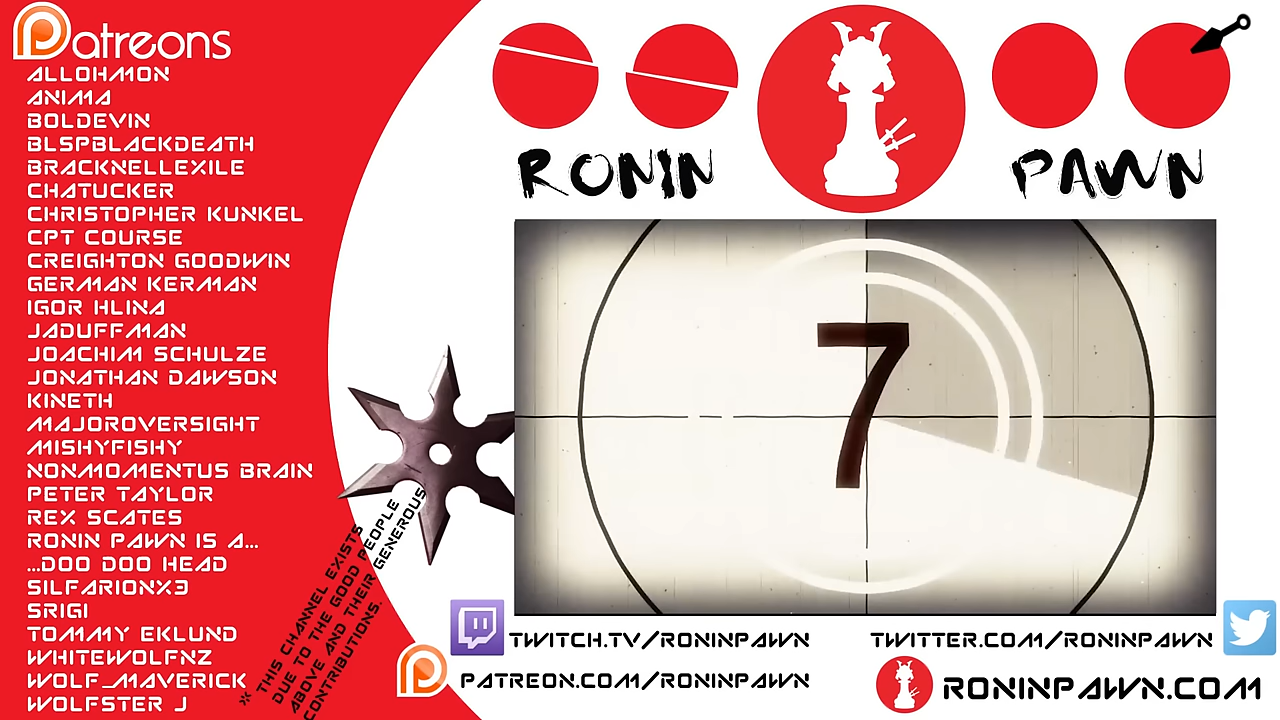 Patreons
ALLOHMON
ANIMA
BOLDEVIN
BLSPBLACKDEATH
BRACKNELLEXILE
CHATUCKER
CHRISTOPHER KUNKEL
CPT COURSE
CREIGHTON GOODWIN
GERMAN KERMAN
IGOR HLINA
JADUFFMAN
JOACHIM SCHULZE
JONATHAN DAWSON
KINETH
MAJOROVERSIGHT
MISHYFISHY
NONMOMENTUS BRAIN
PETER TAYLOR
REX SCATES
RONIN PAWN IS A...
...DOO DOO HEAD
SILFARIONX3
SRIGI
TOMMY EKLUND
WHITEWOLFNZ
WOLF_MAVERICK
WOLFSTER J
* THIS CHANNEL EXISTS
DUE TO THE GOOD PEOPLE
ABOVE AND THEIR GENEROUS
CONTRIBUTIONS.
RONIN PAWN
7
TWITCH.TV/RONINPAWN
TWITTER.COM/RONINPAWN
PATREON.COM/RONINPAWN
RONINPAWN.COM